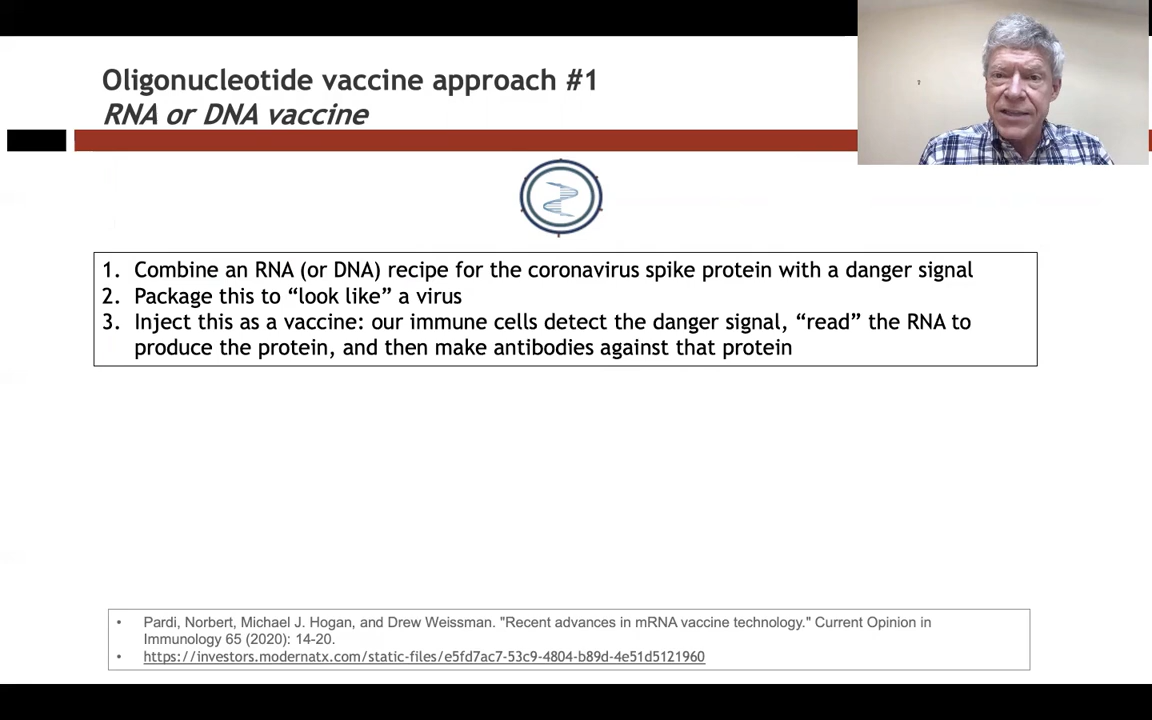 Oligonucleotide vaccine approach #1
RNA or DNA vaccine
1. Combine an RNA (or DNA) recipe for the coronavirus spike protein with a danger signal
2. Package this to “look like” a virus
3. Inject this as a vaccine: our immune cells detect the danger signal, “read” the RNA to
produce the protein, and then make antibodies against that protein
• Pardi, Norbert, Michael J. Hogan, and Drew Weissman. "Recent advances in mRNA vaccine technology." Current Opinion in
Immunology 65 (2020): 14-20.
• https://investors.modernatx.com/static-files/e5fd7ac7-53c9-4804-b89d-4e51d5121960